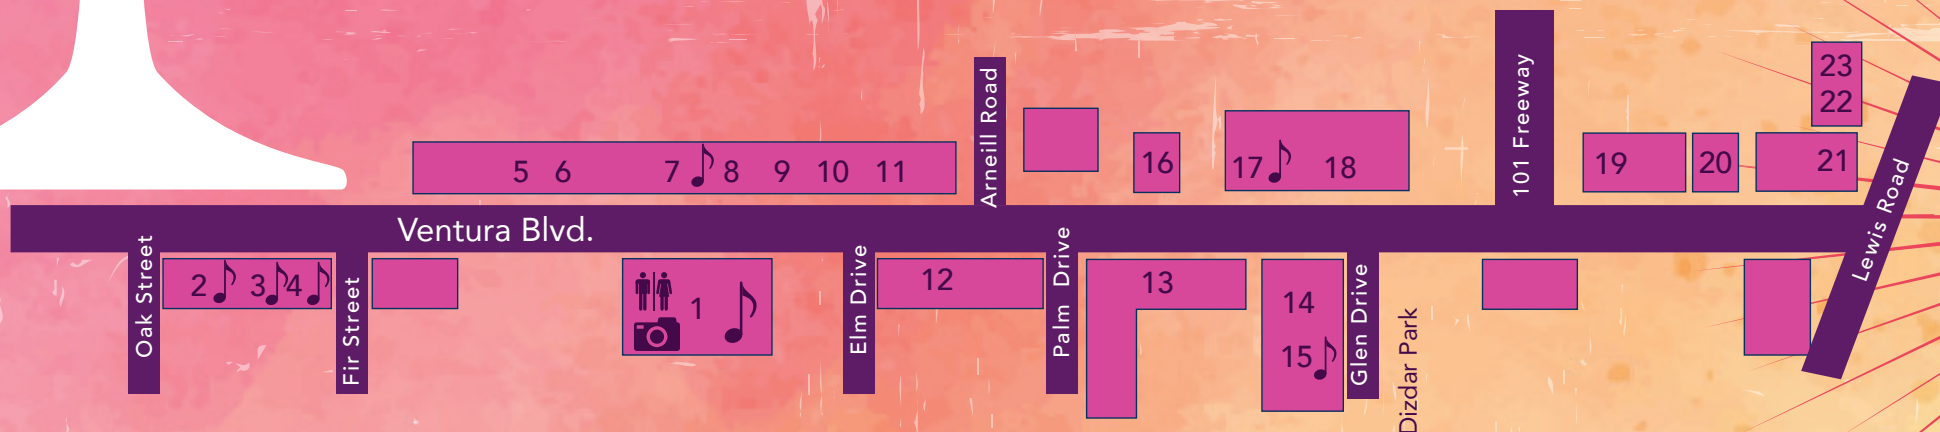 23
22
5 6 7 8 9 10 11
Arneill Road
16
17 18
101 Freeway
19 20 21
Ventura Blvd.
Lewis Road
Oak Street
2 3 4
Fir Street
1
Elm Drive
12
Palm Drive
13
14
15
Glen Drive
Dizdar Park